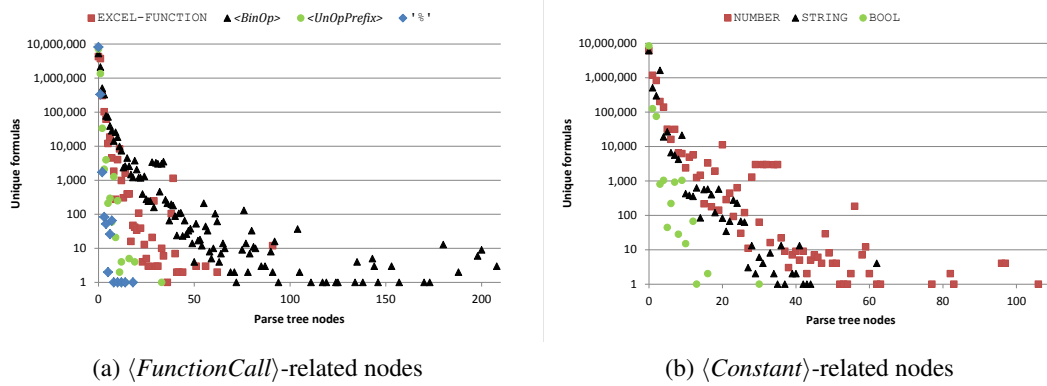 EXCEL-FUNCTION <BinOp> <UnOpPrefix> '%'
10,000,000
1,000,000
100,000
10,000
1,000
100
10
1
Unique formulas
0 50 100 150 200
Parse tree nodes
(a) ⟨FunctionCall⟩-related nodes
NUMBER STRING BOOL
10,000,000
1,000,000
100,000
10,000
1,000
100
10
1
Unique formulas
0 20 40 60 80 100
Parse tree nodes
(b) ⟨Constant⟩-related nodes